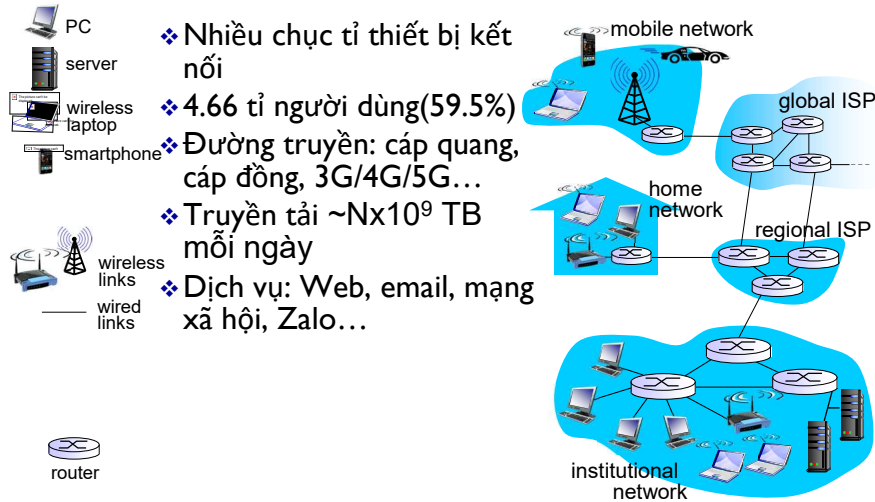 PC
server
wireless
laptop
smartphone
wireless
links
wired
links
router
❖Nhiều chục tỉ thiết bị kết
nối
❖4.66 tỉ người dùng(59.5%)
❖Đường truyền: cáp quang,
cáp đồng, 3G/4G/5G…
❖Truyền tải ~Nx10⁹ TB
mỗi ngày
❖Dịch vụ: Web, email, mạng
xã hội, Zalo…
mobile network
global ISP
home
network
regional ISP
institutional
network